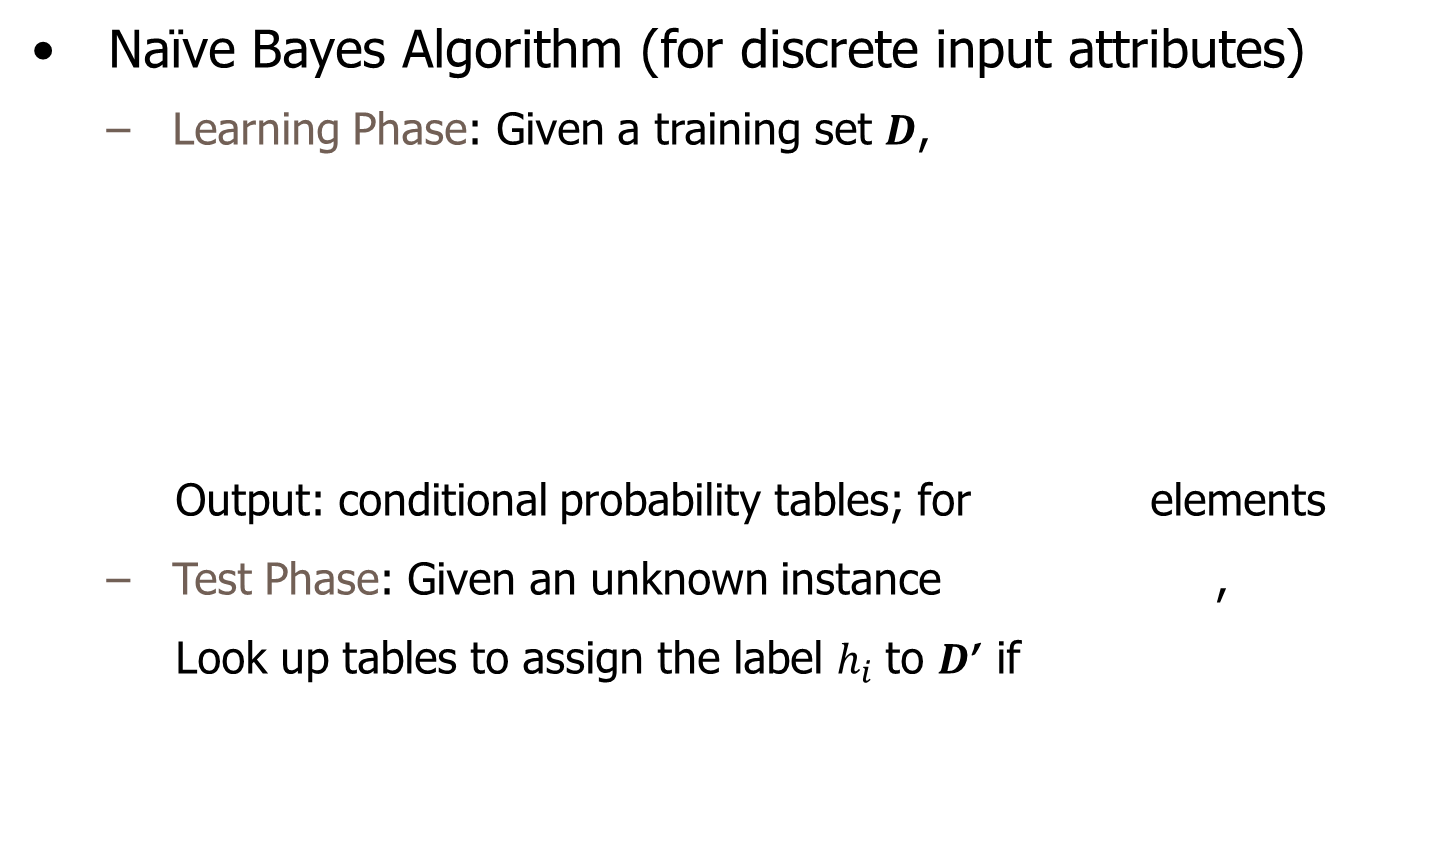 • Naïve Bayes Algorithm (for discrete input attributes)
– Learning Phase: Given a training set D,
Output: conditional probability tables; for elements
– Test Phase: Given an unknown instance ,
Look up tables to assign the label hᵢ to D′ if